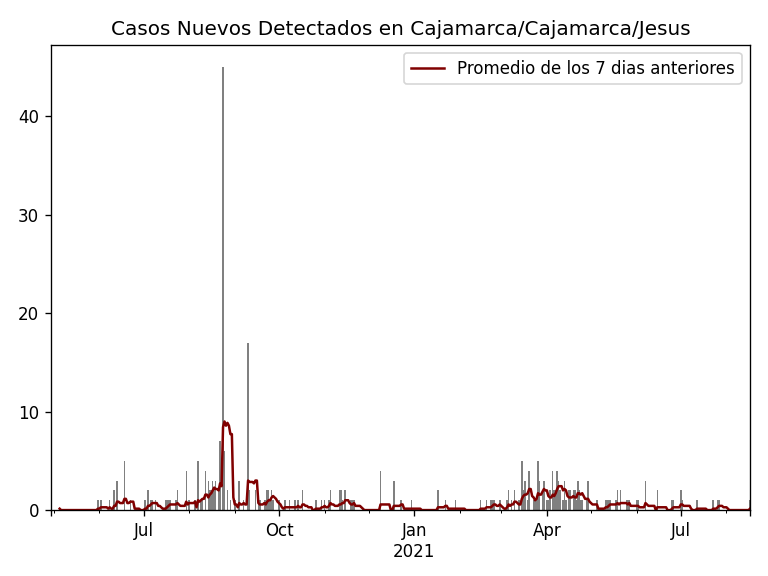 Casos Nuevos Detectados en Cajamarca/Cajamarca/Jesus
Promedio de los 7 dias anteriores
40
30
20
10
0
Jul Oct Jan Apr Jul
2021